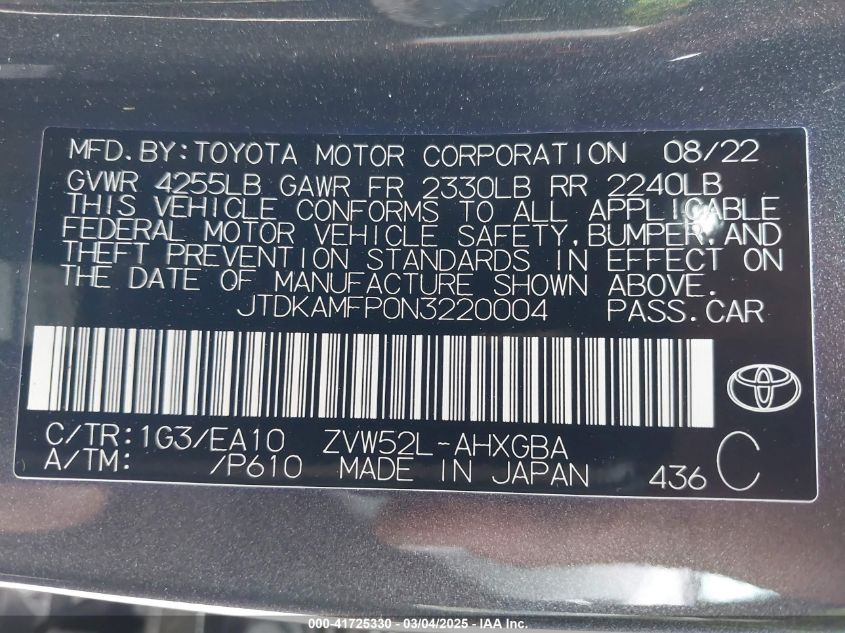 MFD.BY:TOYOTA MOTOR CORPORATION 08/22
GVWR 4255LB GAWR FR 2330LB RR 2240LB
THIS VEHICLE CONFORMS TO ALL APPLICABLE
FEDERAL MOTOR VEHICLE SAFETY,BUMPER,AND
THEFT PREVENTION STANDARDS IN EFFECT ON
THE DATE OF MANUFACTURE SHOWN ABOVE.
JTDKAMFP0N3220004 PASS.CAR
C/TR:1G3/EA10 ZVW52L-AHXGBA
A/TM: /P610 MADE IN JAPAN 436 C
000-41725330 - 03/04/2025 - IAA Inc.